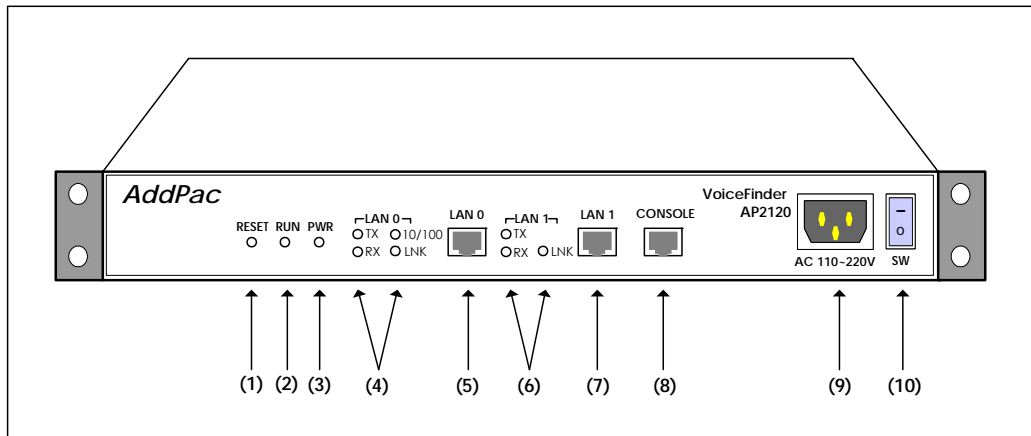 AddPac
VoiceFinder
AP2120
RESET RUN PWR
LAN 0
TX 10/100
RX LNK
LAN 0
LAN 1
TX
RX LNK
LAN 1
CONSOLE
AC 110~220V
SW
(1) (2) (3) (4) (5) (6) (7) (8) (9) (10)